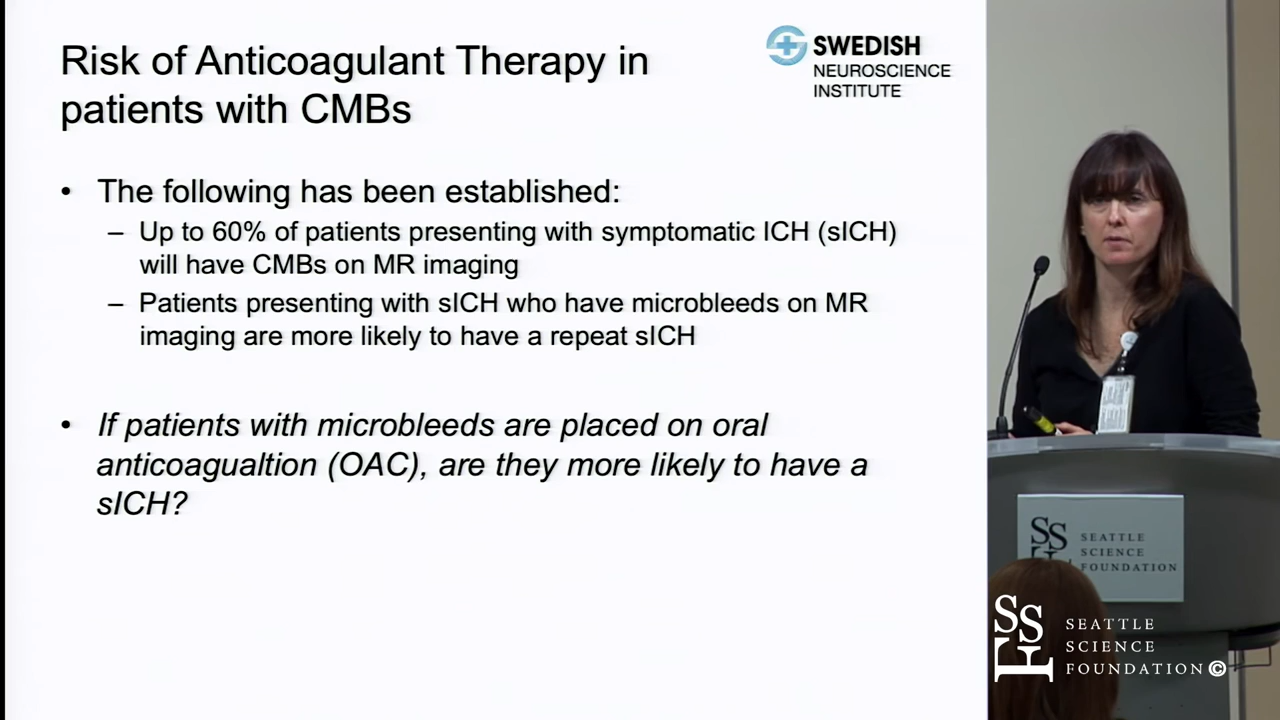 Risk of Anticoagulant Therapy in
patients with CMBs
SWEDISH
NEUROSCIENCE
INSTITUTE
• The following has been established:
– Up to 60% of patients presenting with symptomatic ICH (sICH)
will have CMBs on MR imaging
– Patients presenting with sICH who have microbleeds on MR
imaging are more likely to have a repeat sICH
• If patients with microbleeds are placed on oral
anticoagualtion (OAC), are they more likely to have a
sICH?
SSF
SEATTLE
SCIENCE
FOUNDATION
SSF
SEATTLE
SCIENCE
FOUNDATION©